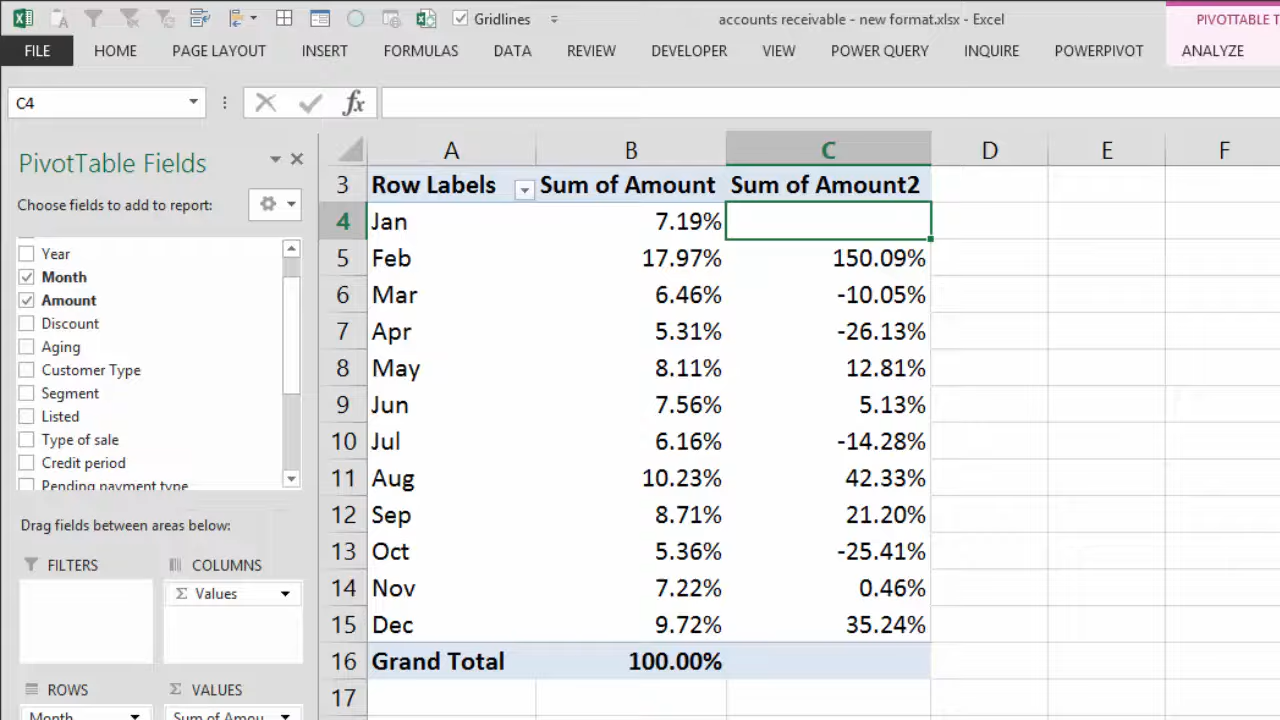 Gridlines
accounts receivable - new format.xlsx - Excel
PIVOTTABLE T
FILE HOME PAGE LAYOUT INSERT FORMULAS DATA REVIEW DEVELOPER VIEW POWER QUERY INQUIRE POWERPIVOT ANALYZE
C4 fx
A B C D E F
PivotTable Fields
Choose fields to add to report:
Year
Month
Amount
Discount
Aging
Customer Type
Segment
Listed
Type of sale
Credit period
Pending payment type
Drag fields between areas below:
FILTERS COLUMNS
Σ Values
ROWS Σ VALUES
Month Sum of Amou
3 Row Labels Sum of Amount Sum of Amount2
4 Jan 7.19%
5 Feb 17.97% 150.09%
6 Mar 6.46% -10.05%
7 Apr 5.31% -26.13%
8 May 8.11% 12.81%
9 Jun 7.56% 5.13%
10 Jul 6.16% -14.28%
11 Aug 10.23% 42.33%
12 Sep 8.71% 21.20%
13 Oct 5.36% -25.41%
14 Nov 7.22% 0.46%
15 Dec 9.72% 35.24%
16 Grand Total 100.00%
17